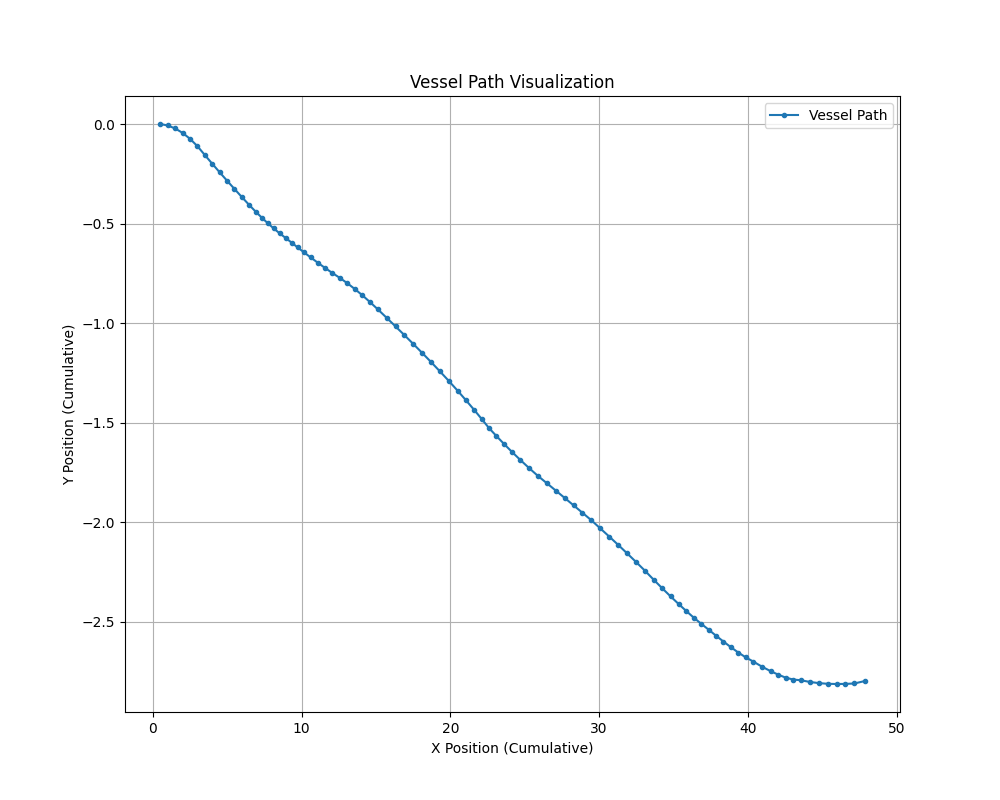 Vessel Path Visualization
Vessel Path
0.0
−0.5
−1.0
−1.5
−2.0
−2.5
Y Position (Cumulative)
0 10 20 30 40 50
X Position (Cumulative)